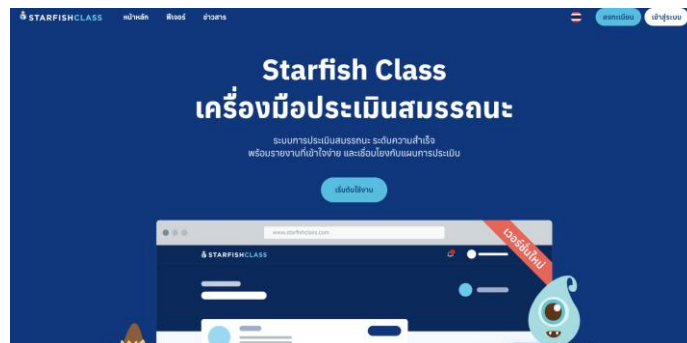 STARFISHCLASS หน้าหลัก ฟีเจอร์ ข่าวสาร ลงทะเบียน เข้าสู่ระบบ
Starfish Class
เครื่องมือประเมินสมรรถนะ
ระบบการประเมินสมรรถนะ ระดับความสำเร็จ
พร้อมรายงานที่เข้าใจง่าย และเชื่อมโยงกับแผนการประเมิน
เริ่มต้นใช้งาน
www.starfishclass.com
เวอร์ชั่นใหม่
STARFISHCLASS